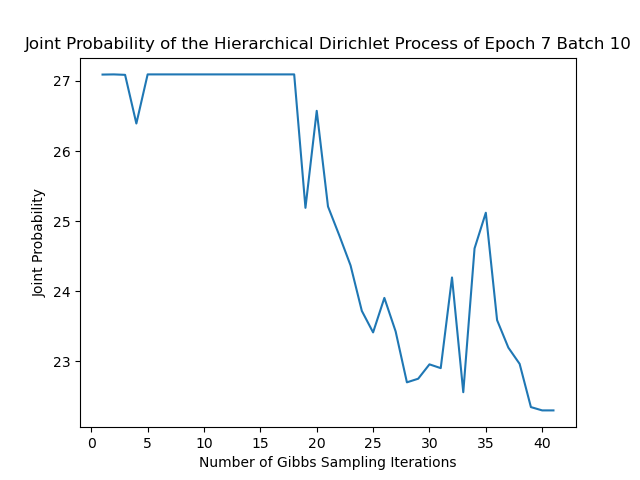 Joint Probability of the Hierarchical Dirichlet Process of Epoch 7 Batch 10
27
26
25
24
23
Joint Probability
0 5 10 15 20 25 30 35 40
Number of Gibbs Sampling Iterations